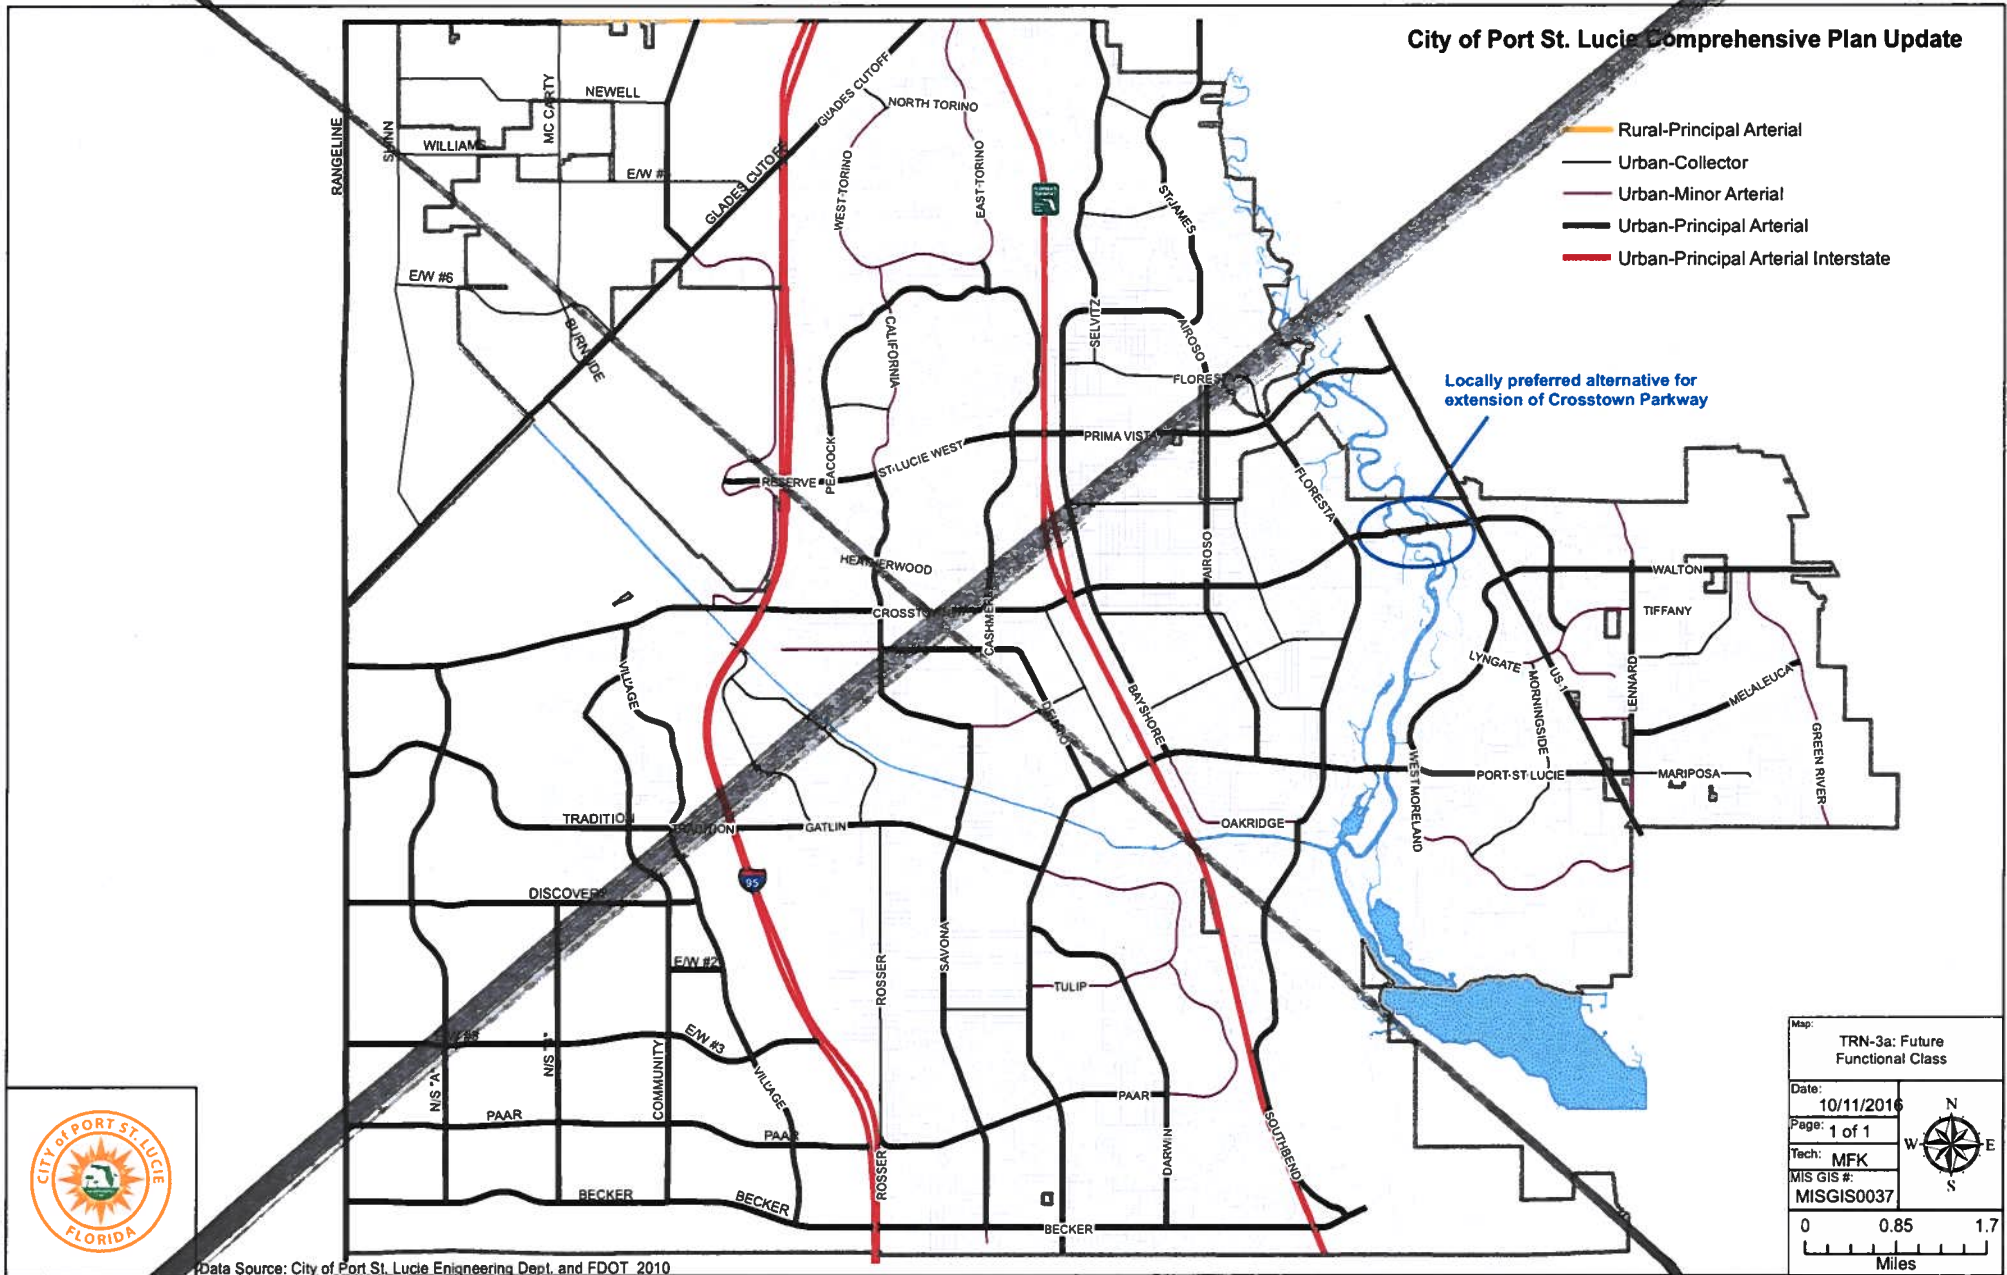 City of Port St. Lucie Comprehensive Plan Update
Rural-Principal Arterial
Urban-Collector
Urban-Minor Arterial
Urban-Principal Arterial
Urban-Principal Arterial Interstate
Locally preferred alternative for
extension of Crosstown Parkway
RANGELINE
SHINN
MC CARTY
NEWELL
WILLIAMS
E/W #
E/W #6
GLADES CUTOFF
GLADES CUTOFF
BURNSIDE
NORTH TORINO
WEST TORINO
EAST TORINO
ST. JAMES
SELVITZ
AIROSO
CALIFORNIA
PEACOCK
FLOREST
PRIMA VISTA
ST LUCIE WEST
RESERVE
FLORESTA
HEATHERWOOD
AIROSO
CROSSTOWN
CASHMERE
WALTON
TIFFANY
LYNGATE
MORNINGSIDE
US 1
LENNARD
MELALEUCA
GREEN RIVER
VILLAGE
DEL RIO
BAYSHORE
WESTMORELAND
PORT ST LUCIE
MARIPOSA
TRADITION
TRADITION
GATLIN
OAKRIDGE
95
DISCOVERY
E/W #2
ROSSER
SAVONA
TULIP
E/W #3
N/S "A"
N/S "B"
COMMUNITY
VILLAGE
PAAR
PAAR
PAAR
ROSSER
DARWIN
SOUTHBEND
BECKER
BECKER
BECKER
CITY of PORT ST. LUCIE
FLORIDA
Data Source: City of Port St. Lucie Enigneering Dept. and FDOT 2010
Map:
TRN-3a: Future
Functional Class
Date:
10/11/2016
Page: 1 of 1
Tech: MFK
MIS GIS #:
MISGIS0037
N
W E
S
0 0.85 1.7
Miles